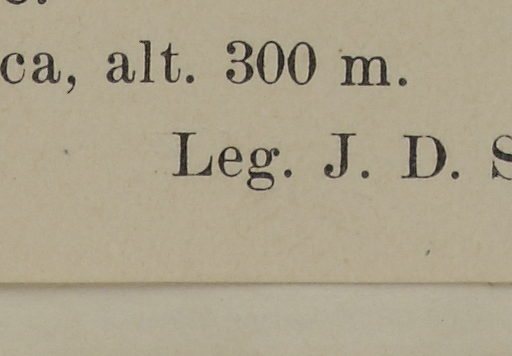 ca, alt. 300 m.
Leg. J. D. S